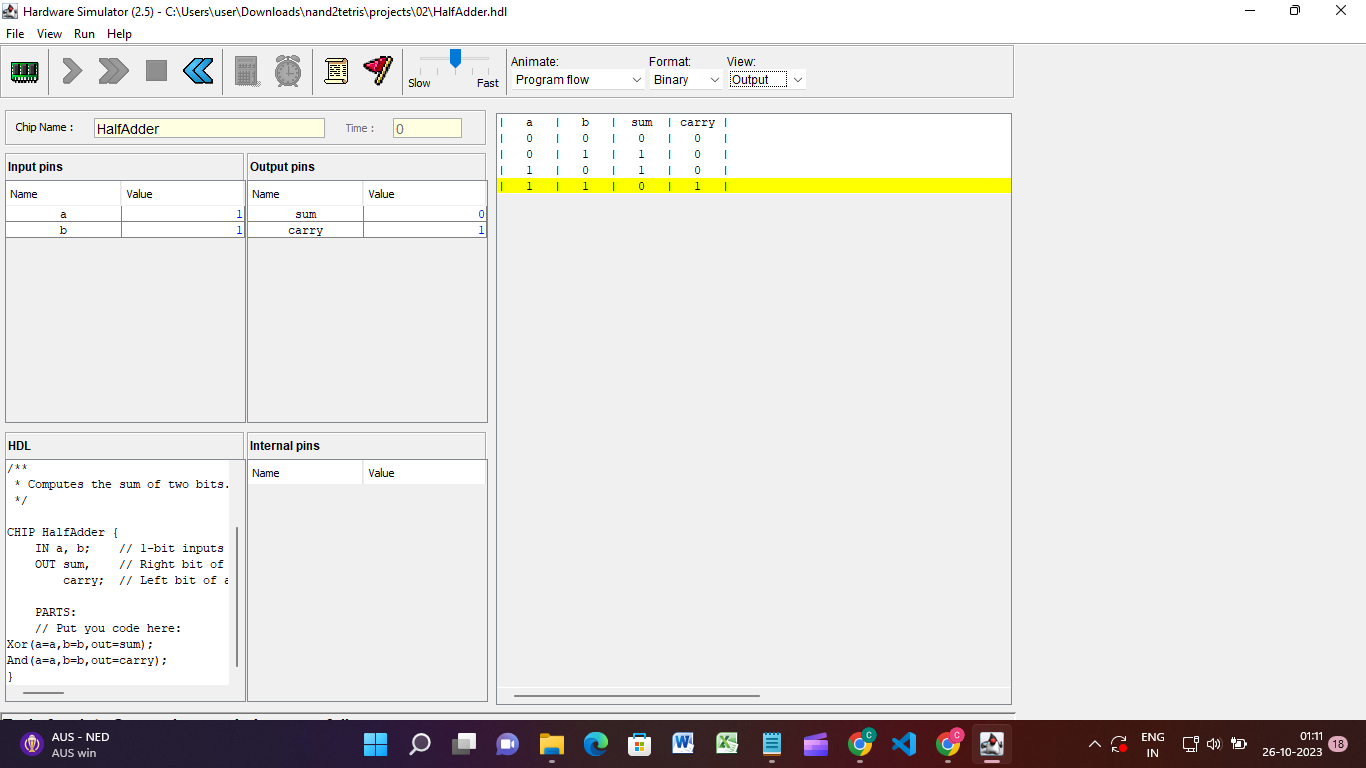 Hardware Simulator (2.5) - C:\Users\user\Downloads\nand2tetris\projects\02\HalfAdder.hdl
File View Run Help
Slow Fast
Animate: Format: View:
Program flow Binary Output
Chip Name : HalfAdder Time : 0
Input pins
Name Value
a 1
b 1
Output pins
Name Value
sum 0
carry 1
| a | b | sum | carry |
| 0 | 0 | 0 | 0 |
| 0 | 1 | 1 | 0 |
| 1 | 0 | 1 | 0 |
| 1 | 1 | 0 | 1 |
HDL
/**
* Computes the sum of two bits.
*/
CHIP HalfAdder {
IN a, b; // 1-bit inputs
OUT sum, // Right bit of
carry; // Left bit of a
PARTS:
// Put you code here:
Xor(a=a,b=b,out=sum);
And(a=a,b=b,out=carry);
}
Internal pins
Name Value
AUS - NED
AUS win
C
C
ENG
IN
01:11
26-10-2023
18